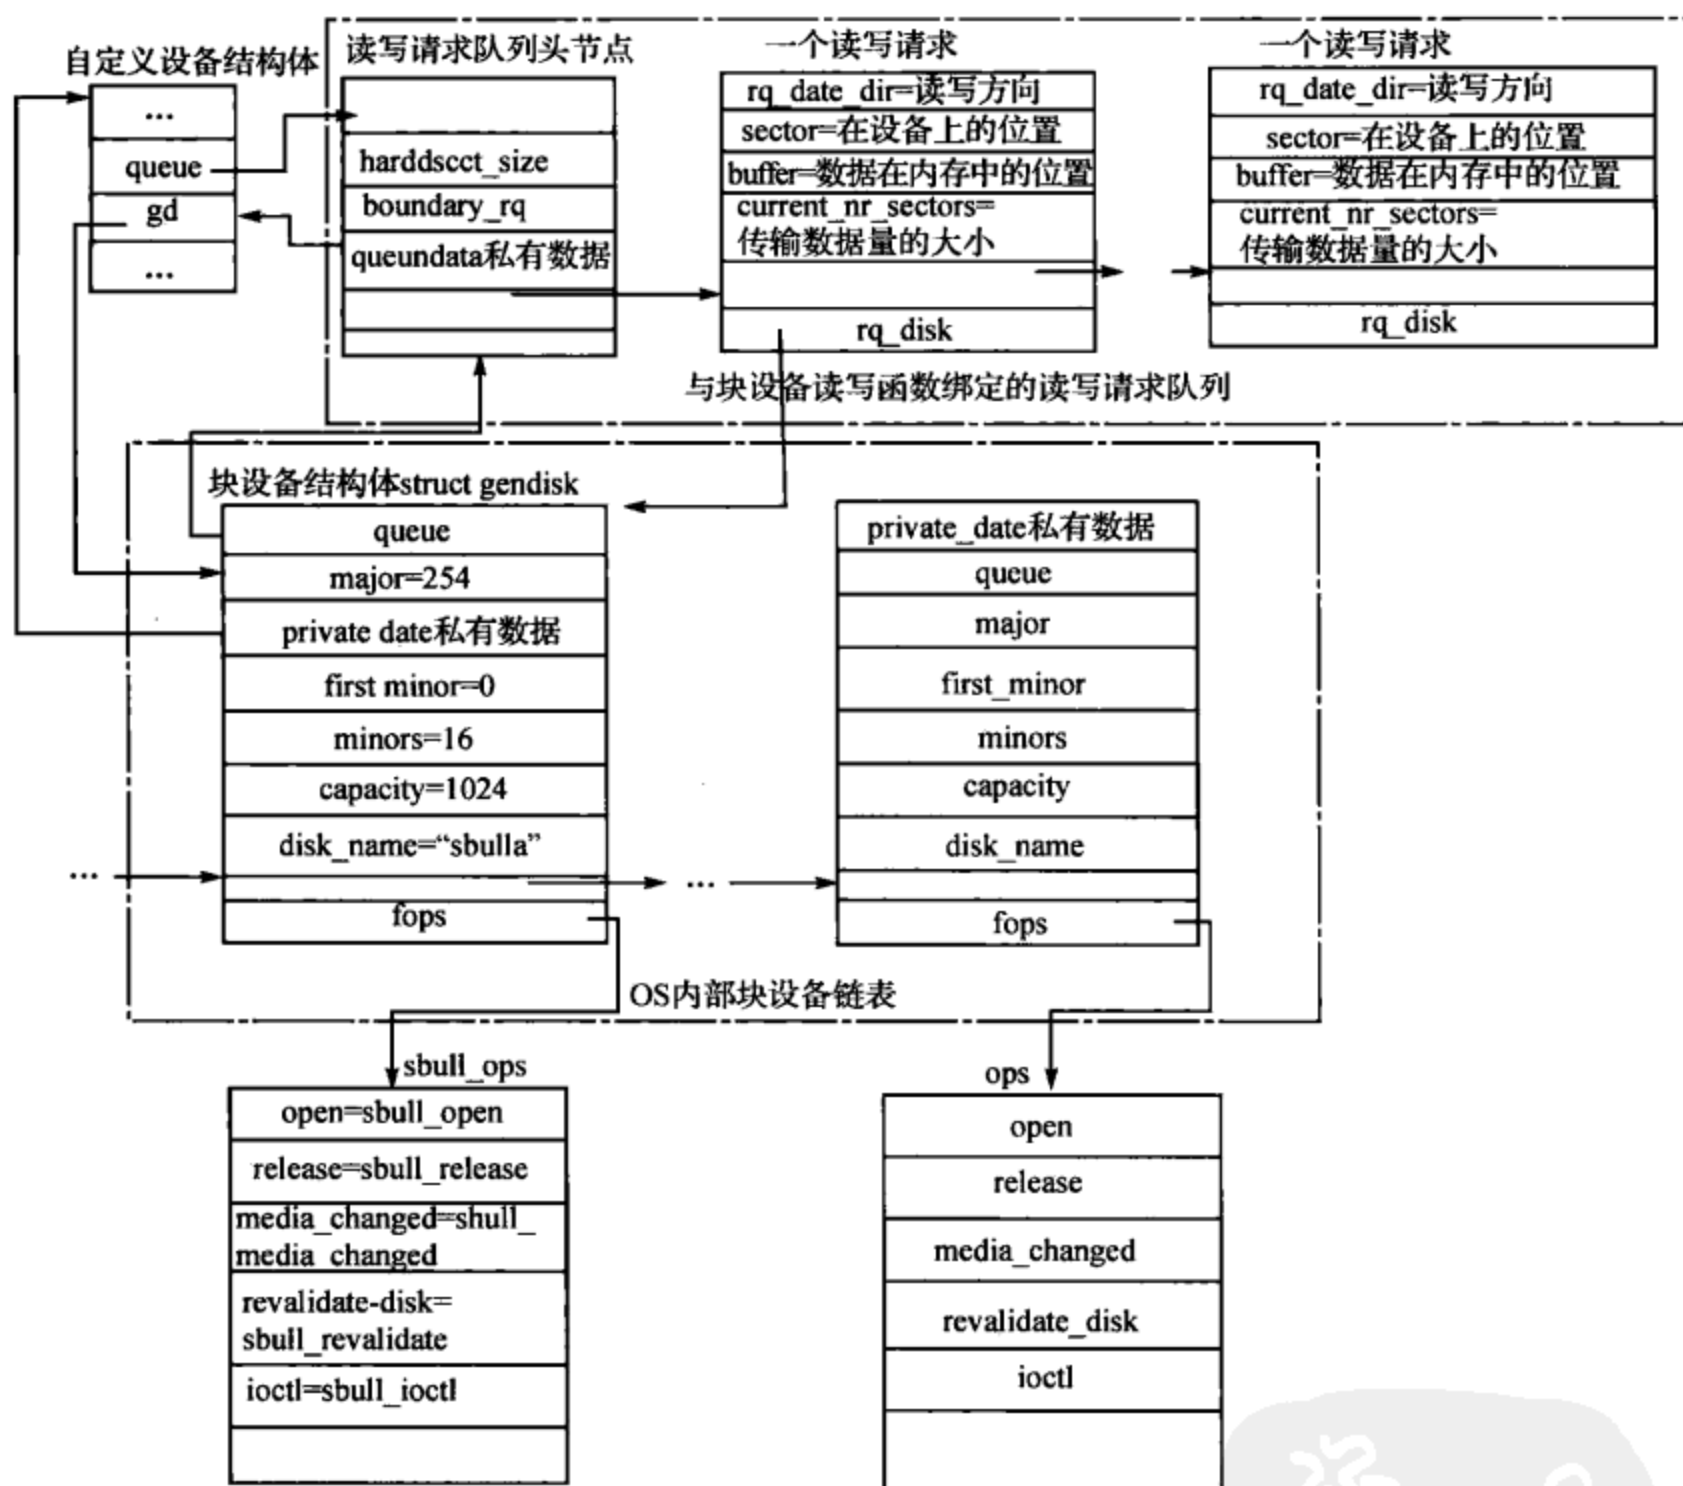 自定义设备结构体
...
queue
gd
...
读写请求队列头节点
harddscct_size
boundary_rq
queundata私有数据
一个读写请求
rq_date_dir=读写方向
sector=在设备上的位置
buffer=数据在内存中的位置
current_nr_sectors=
传输数据量的大小
rq_disk
一个读写请求
rq_date_dir=读写方向
sector=在设备上的位置
buffer=数据在内存中的位置
current_nr_sectors=
传输数据量的大小
rq_disk
与块设备读写函数绑定的读写请求队列
块设备结构体struct gendisk
queue
major=254
private date私有数据
first minor=0
minors=16
capacity=1024
disk_name=“sbulla”
fops
...
...
private_date私有数据
queue
major
first_minor
minors
capacity
disk_name
fops
OS内部块设备链表
sbull_ops
open=sbull_open
release=sbull_release
media_changed=shull_
media_changed
revalidate-disk=
sbull_revalidate
ioctl=sbull_ioctl
ops
open
release
media_changed
revalidate_disk
ioctl